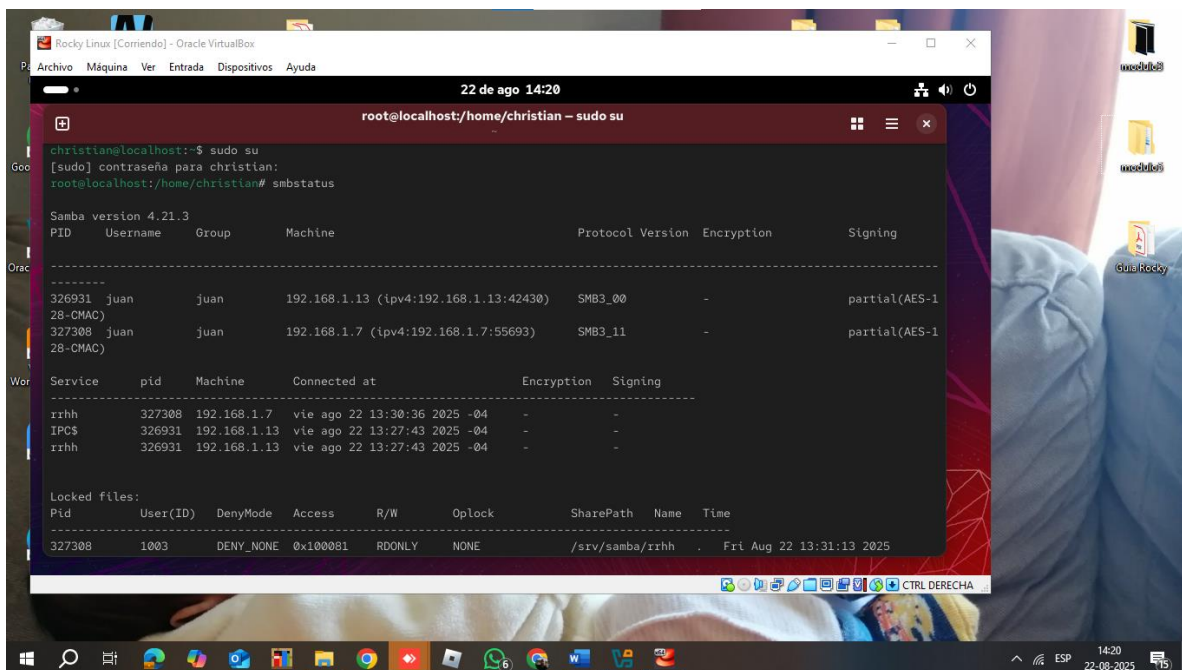 Rocky Linux [Corriendo] - Oracle VirtualBox
Archivo Máquina Ver Entrada Dispositivos Ayuda
22 de ago 14:20
root@localhost:/home/christian — sudo su
christian@localhost:~$ sudo su
[sudo] contraseña para christian:
root@localhost:/home/christian# smbstatus
Samba version 4.21.3
PID Username Group Machine Protocol Version Encryption Signing
----------------------------------------------------------------------------------------------------------------------------------------
--------
326931 juan juan 192.168.1.13 (ipv4:192.168.1.13:42430) SMB3_00 - partial(AES-1
28-CMAC)
327308 juan juan 192.168.1.7 (ipv4:192.168.1.7:55693) SMB3_11 - partial(AES-1
28-CMAC)
Service pid Machine Connected at Encryption Signing
---------------------------------------------------------------------------------------------
rrhh 327308 192.168.1.7 vie ago 22 13:30:36 2025 -04 - -
IPC$ 326931 192.168.1.13 vie ago 22 13:27:43 2025 -04 - -
rrhh 326931 192.168.1.13 vie ago 22 13:27:43 2025 -04 - -
Locked files:
Pid User(ID) DenyMode Access R/W Oplock SharePath Name Time
--------------------------------------------------------------------------------------------------
327308 1003 DENY_NONE 0x100081 RDONLY NONE /srv/samba/rrhh . Fri Aug 22 13:31:13 2025
CTRL DERECHA
Pa
Goo
Orac
Wor
modulo3
modulo5
Guia Rocky
ESP
14:20
22-08-2025